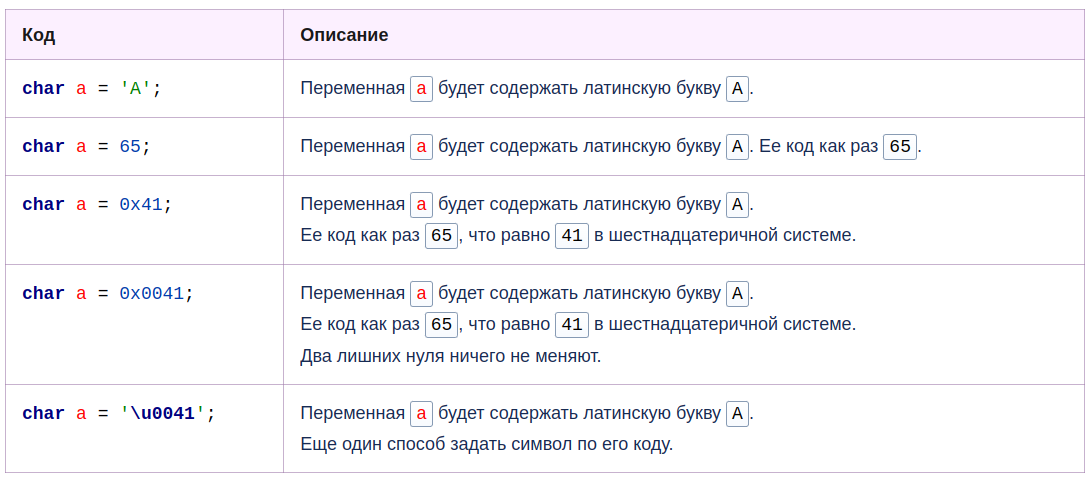 Код Описание
char a = 'A'; Переменная a будет содержать латинскую букву A.
char a = 65; Переменная a будет содержать латинскую букву A. Ее код как раз 65.
char a = 0x41; Переменная a будет содержать латинскую букву A.
Ее код как раз 65, что равно 41 в шестнадцатеричной системе.
char a = 0x0041; Переменная a будет содержать латинскую букву A.
Ее код как раз 65, что равно 41 в шестнадцатеричной системе.
Два лишних нуля ничего не меняют.
char a = '\u0041'; Переменная a будет содержать латинскую букву A.
Еще один способ задать символ по его коду.